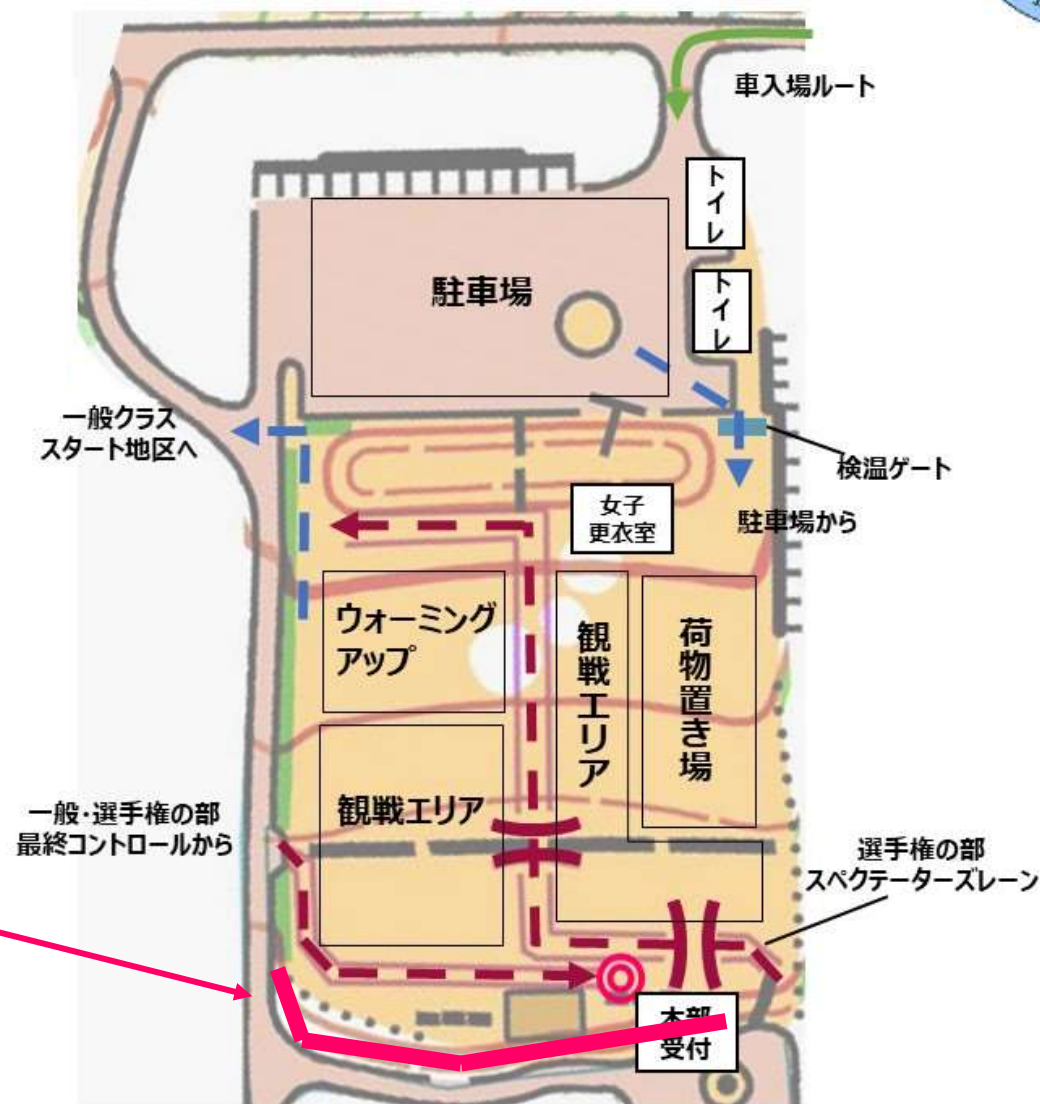 車入場ルート
トイレ
トイレ
駐車場
一般クラス
スタート地区へ
検温ゲート
女子
更衣室
駐車場から
ウォーミング
アップ
観戦エリア
荷物置き場
観戦エリア
一般・選手権の部
最終コントロールから
選手権の部
スペクテーターズレーン
本部
受付